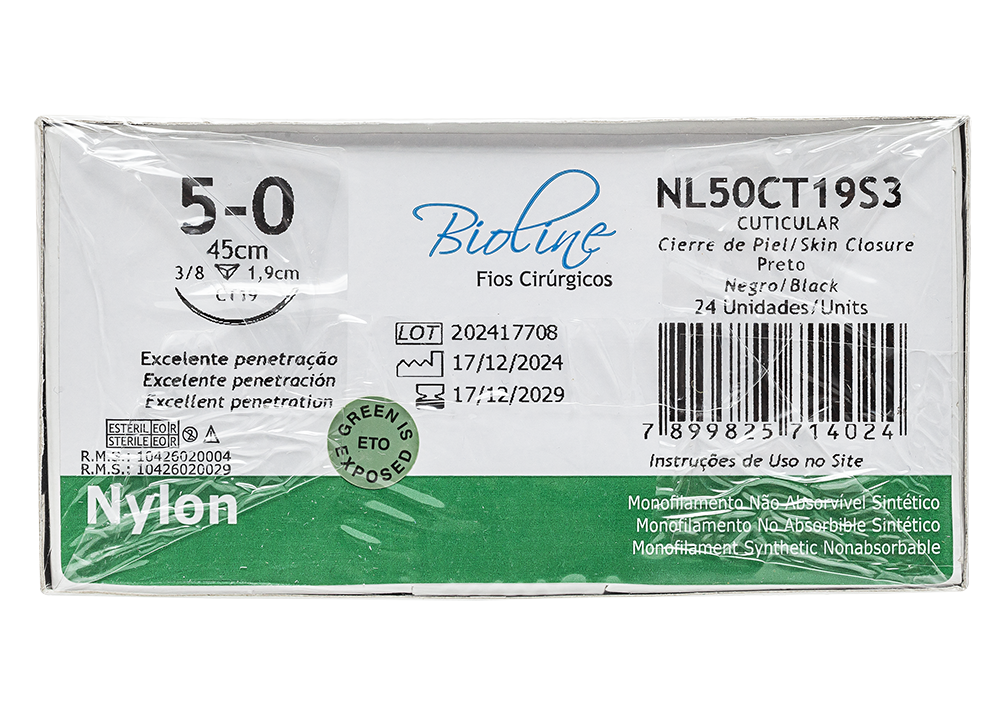 5-0
45cm
3/8 1,9cm
CT19
Excelente penetração
Excelente penetración
Excellent penetration
ESTÉRIL EO R
STERILE EO R
R.M.S.: 10426020004
R.M.S.: 10426020029
Bioline
Fios Cirúrgicos
LOT 202417708
17/12/2024
17/12/2029
GREEN IS
ETO
EXPOSED
NL50CT19S3
CUTICULAR
Cierre de Piel/Skin Closure
Preto
Negro/Black
24 Unidades/Units
7 899825 714024
Instruções de Uso no Site
Nylon
Monofilamento Não Absorvível Sintético
Monofilamento No Absorbible Sintético
Monofilament Synthetic Nonabsorbable